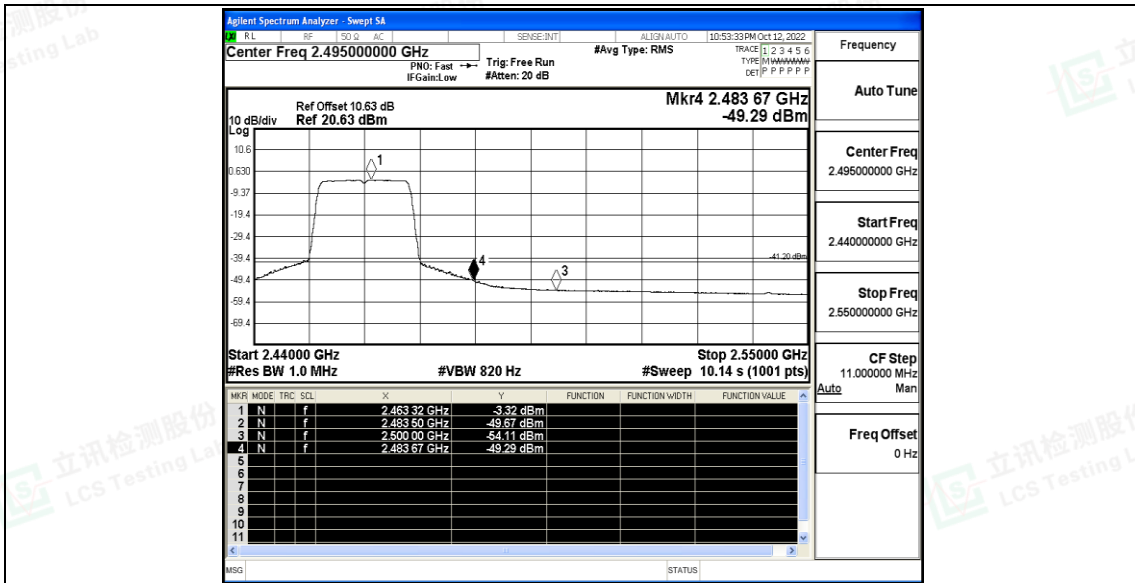 Agilent Spectrum Analyzer - Swept SA
RL RF 50 Ω AC SENSE:INT ALIGNAUTO 10:53:33PM Oct 12, 2022
Center Freq 2.495000000 GHz
PNO: Fast
IFGain:Low
Trig: Free Run
#Atten: 20 dB
#Avg Type: RMS
TRACE 1 2 3 4 5 6
TYPE MWWWWW
DET P P P P P P
Ref Offset 10.63 dB
10 dB/div Ref 20.63 dBm
Log
Mkr4 2.483 67 GHz
-49.29 dBm
10.6
0.630
-9.37
-19.4
-29.4
-39.4
-49.4
-59.4
-69.4
1
4
3
-41.20 dBm
Start 2.44000 GHz Stop 2.55000 GHz
#Res BW 1.0 MHz #VBW 820 Hz #Sweep 10.14 s (1001 pts)
MKR MODE TRC SCL X Y FUNCTION FUNCTION WIDTH FUNCTION VALUE
1 N f 2.463 32 GHz -3.32 dBm
2 N f 2.483 50 GHz -49.67 dBm
3 N f 2.500 00 GHz -54.11 dBm
4 N f 2.483 67 GHz -49.29 dBm
5
6
7
8
9
10
11
MSG STATUS
Frequency
Auto Tune
Center Freq
2.495000000 GHz
Start Freq
2.440000000 GHz
Stop Freq
2.550000000 GHz
CF Step
11.000000 MHz
Auto Man
Freq Offset
0 Hz
立讯检测股份
LCS Testing Lab
立讯检测股份
LCS Testing L